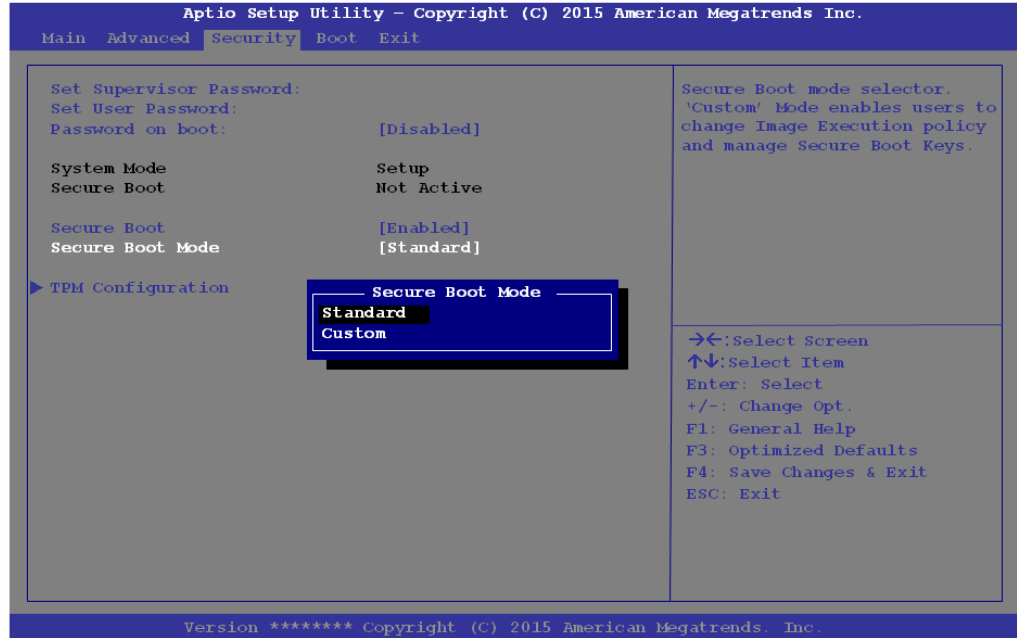 Aptio Setup Utility – Copyright (C) 2015 American Megatrends Inc.
Main Advanced Security Boot Exit
Set Supervisor Password:
Set User Password:
Password on boot: [Disabled]
System Mode Setup
Secure Boot Not Active
Secure Boot [Enabled]
Secure Boot Mode [Standard]
TPM Configuration
Secure Boot Mode
Standard
Custom
Secure Boot mode selector.
'Custom' Mode enables users to
change Image Execution policy
and manage Secure Boot Keys.
→←:Select Screen
↑↓:Select Item
Enter: Select
+/-: Change Opt.
F1: General Help
F3: Optimized Defaults
F4: Save Changes & Exit
ESC: Exit
Version ******** Copyright (C) 2015 American Megatrends. Inc.